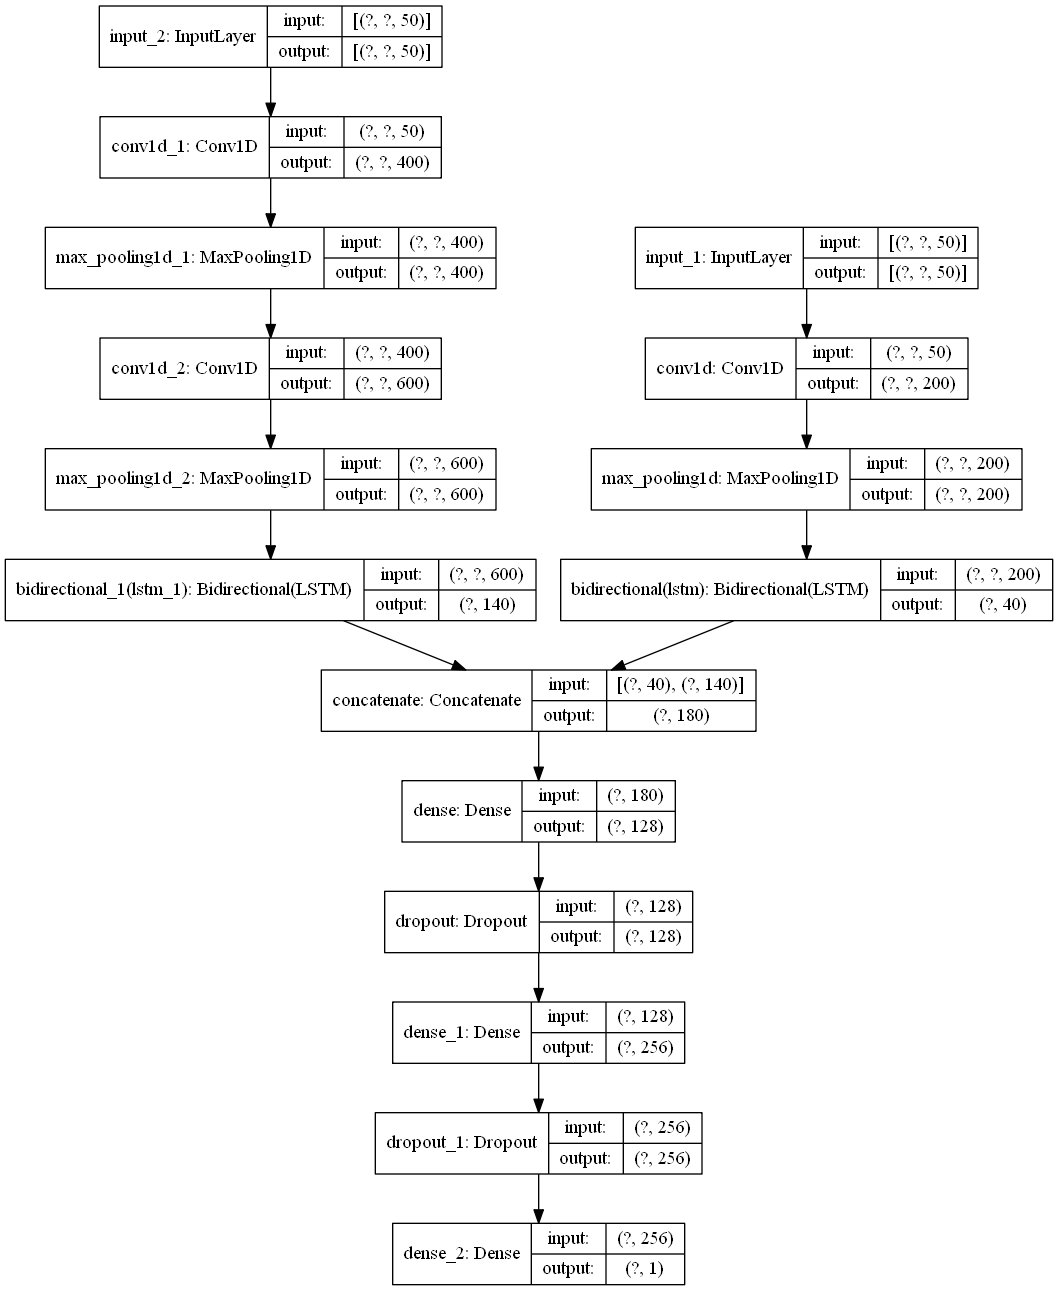 input_2: InputLayer
input: [(?, ?, 50)]
output: [(?, ?, 50)]
conv1d_1: Conv1D
input: (?, ?, 50)
output: (?, ?, 400)
max_pooling1d_1: MaxPooling1D
input: (?, ?, 400)
output: (?, ?, 400)
input_1: InputLayer
input: [(?, ?, 50)]
output: [(?, ?, 50)]
conv1d_2: Conv1D
input: (?, ?, 400)
output: (?, ?, 600)
conv1d: Conv1D
input: (?, ?, 50)
output: (?, ?, 200)
max_pooling1d_2: MaxPooling1D
input: (?, ?, 600)
output: (?, ?, 600)
max_pooling1d: MaxPooling1D
input: (?, ?, 200)
output: (?, ?, 200)
bidirectional_1(lstm_1): Bidirectional(LSTM)
input: (?, ?, 600)
output: (?, 140)
bidirectional(lstm): Bidirectional(LSTM)
input: (?, ?, 200)
output: (?, 40)
concatenate: Concatenate
input: [(?, 40), (?, 140)]
output: (?, 180)
dense: Dense
input: (?, 180)
output: (?, 128)
dropout: Dropout
input: (?, 128)
output: (?, 128)
dense_1: Dense
input: (?, 128)
output: (?, 256)
dropout_1: Dropout
input: (?, 256)
output: (?, 256)
dense_2: Dense
input: (?, 256)
output: (?, 1)